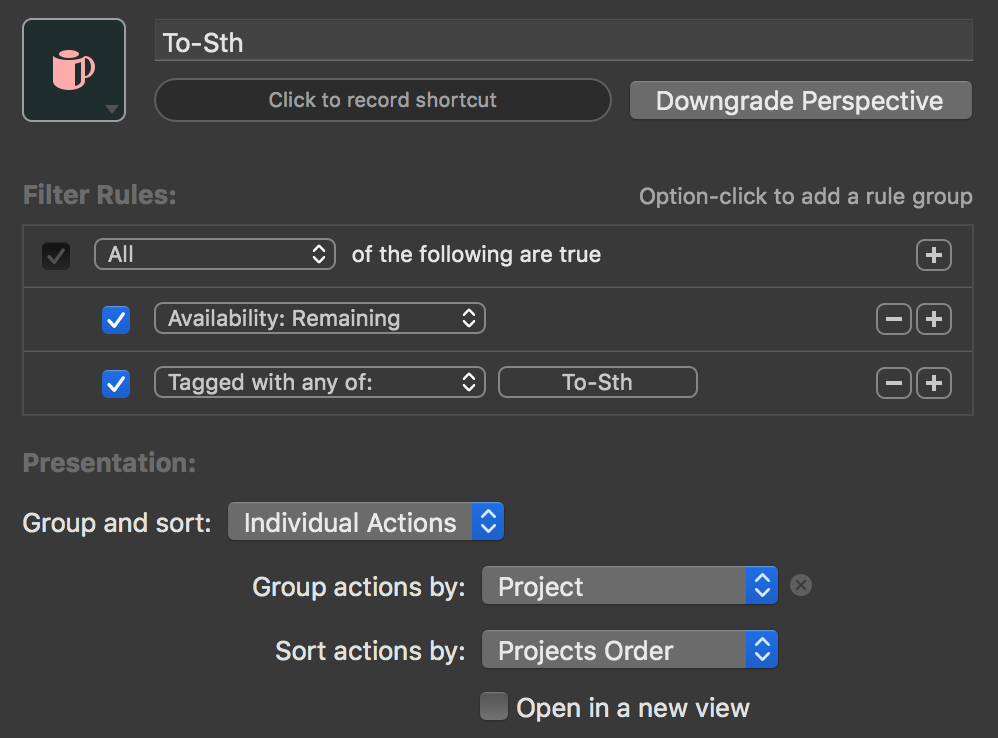 To-Sth
Click to record shortcut
Downgrade Perspective
Filter Rules:
Option-click to add a rule group
All
of the following are true
Availability: Remaining
Tagged with any of:
To-Sth
Presentation:
Group and sort:
Individual Actions
Group actions by:
Project
Sort actions by:
Projects Order
Open in a new view